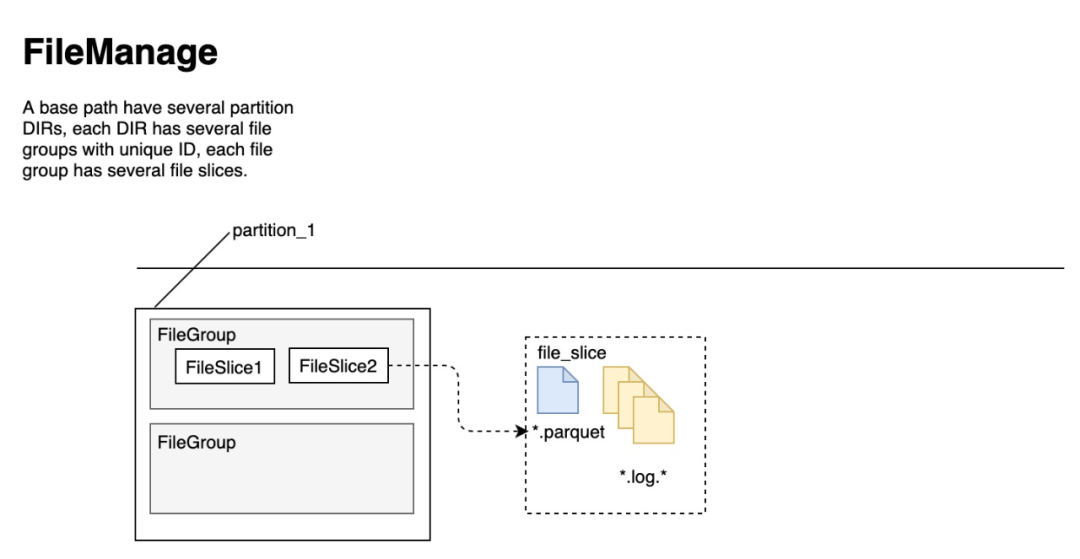 FileManage
A base path have several partition
DIRs, each DIR has several file
groups with unique ID, each file
group has several file slices.
partition_1
FileGroup
FileSlice1
FileSlice2
FileGroup
file_slice
*.parquet
*.log.*